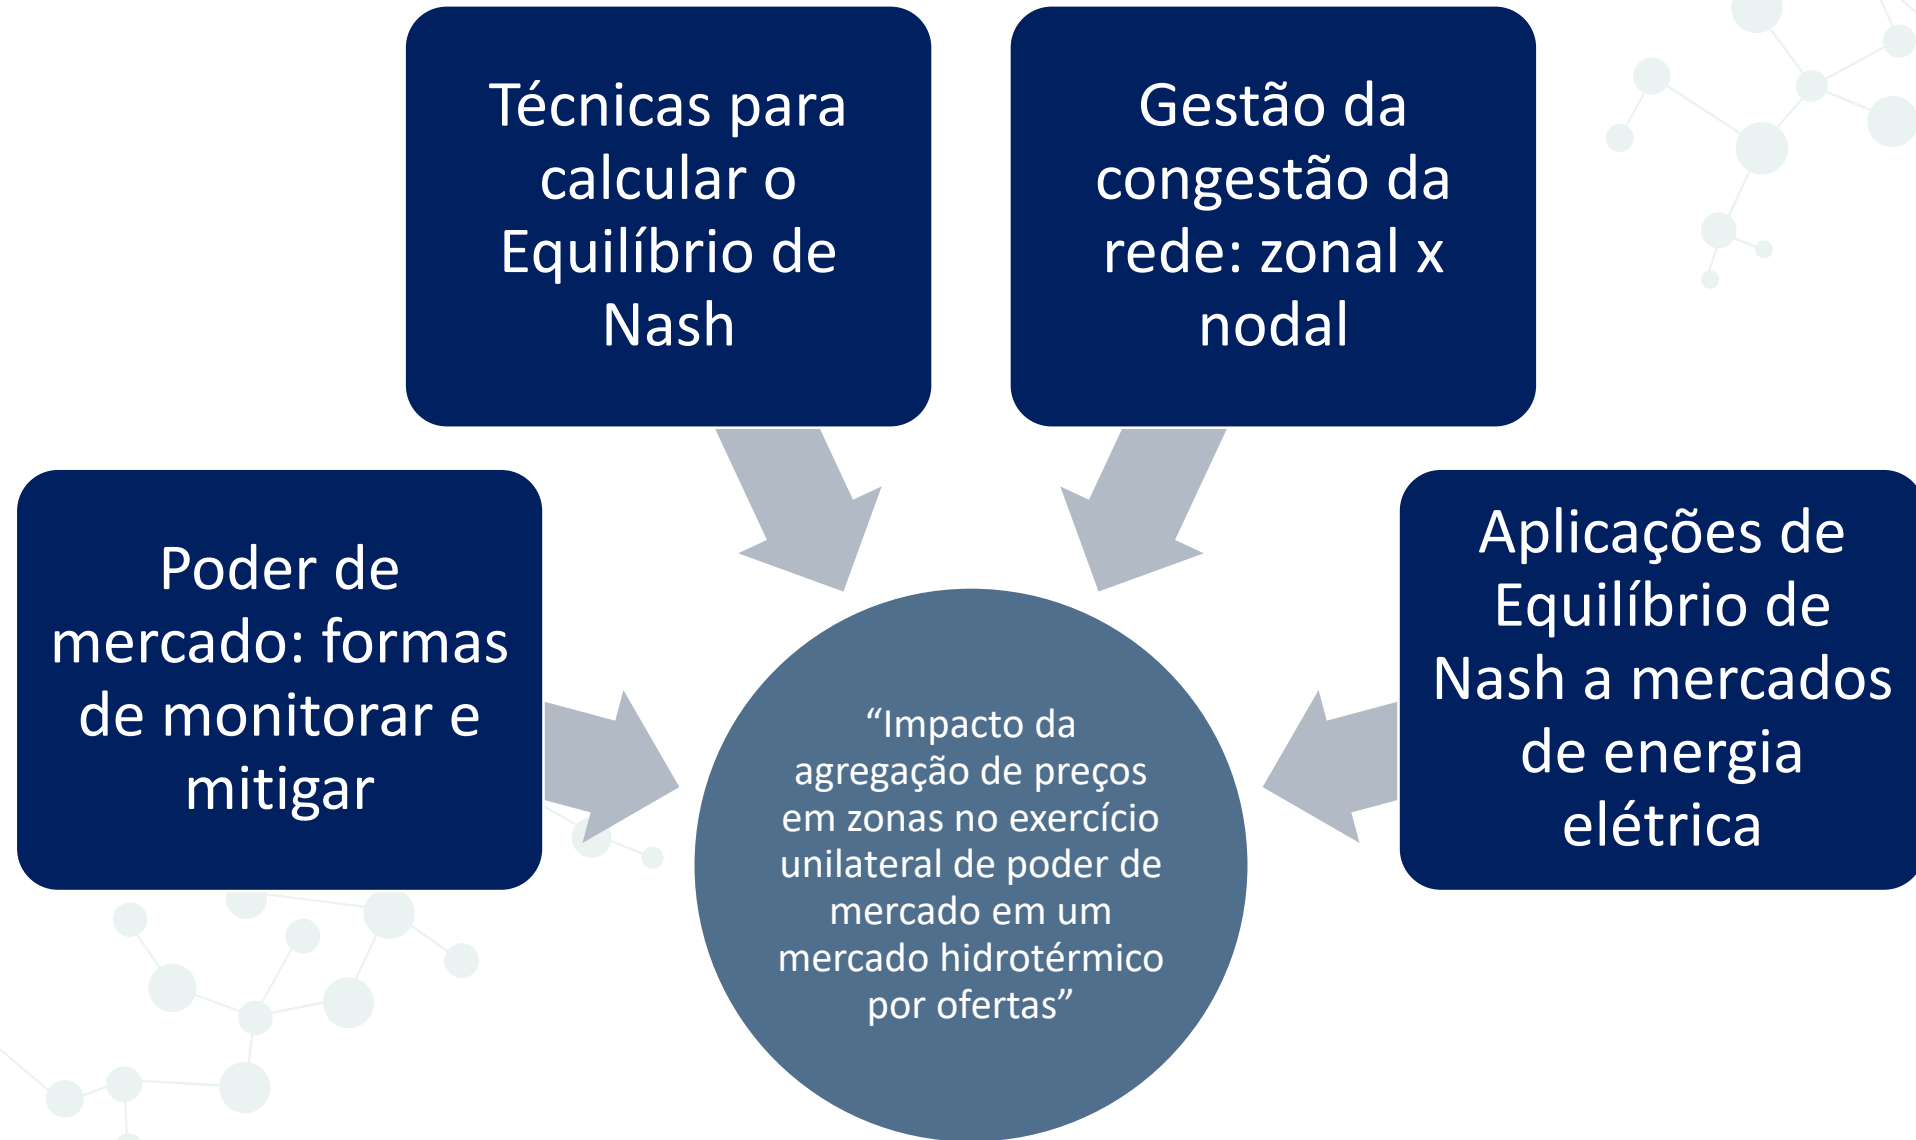 Técnicas para
calcular o
Equilíbrio de
Nash
Gestão da
congestão da
rede: zonal x
nodal
Poder de
mercado: formas
de monitorar e
mitigar
Aplicações de
Equilíbrio de
Nash a mercados
de energia
elétrica
“Impacto da
agregação de preços
em zonas no exercício
unilateral de poder de
mercado em um
mercado hidrotérmico
por ofertas”